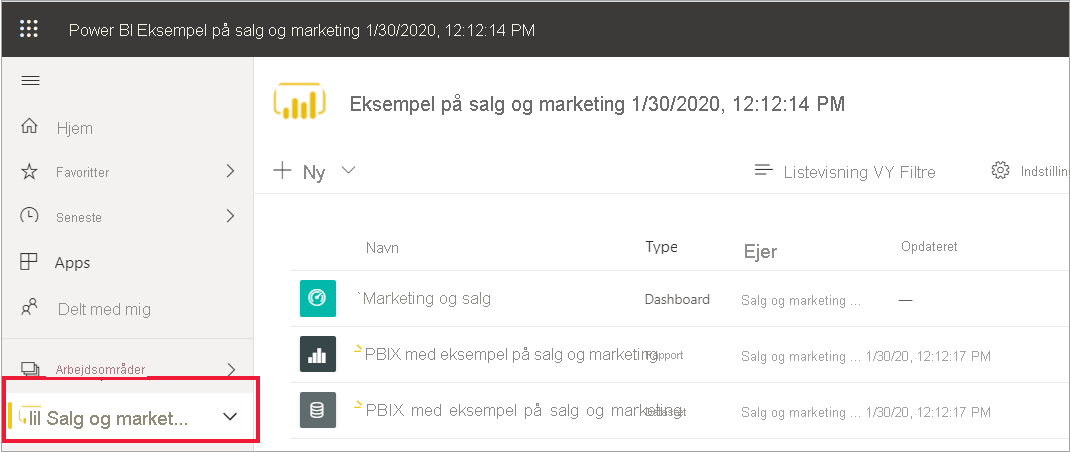 Power BI Eksempel på salg og marketing 1/30/2020, 12:12:14 PM
Eksempel på salg og marketing 1/30/2020, 12:12:14 PM
Hjem
Favoritter
Seneste
Apps
Delt med mig
Arbejdsområder
lil Salg og market...
Ny
Listevisning VY Filtre
Indstillin
Navn Type Ejer Opdateret
`Marketing og salg Dashboard Salg og marketing ... —
PBIX med eksempel på salg og marketing Rapport Salg og marketing ... 1/30/20, 12:12:17 PM
PBIX med eksempel på salg og marketing Salg og marketing ... 1/30/20, 12:12:17 PM